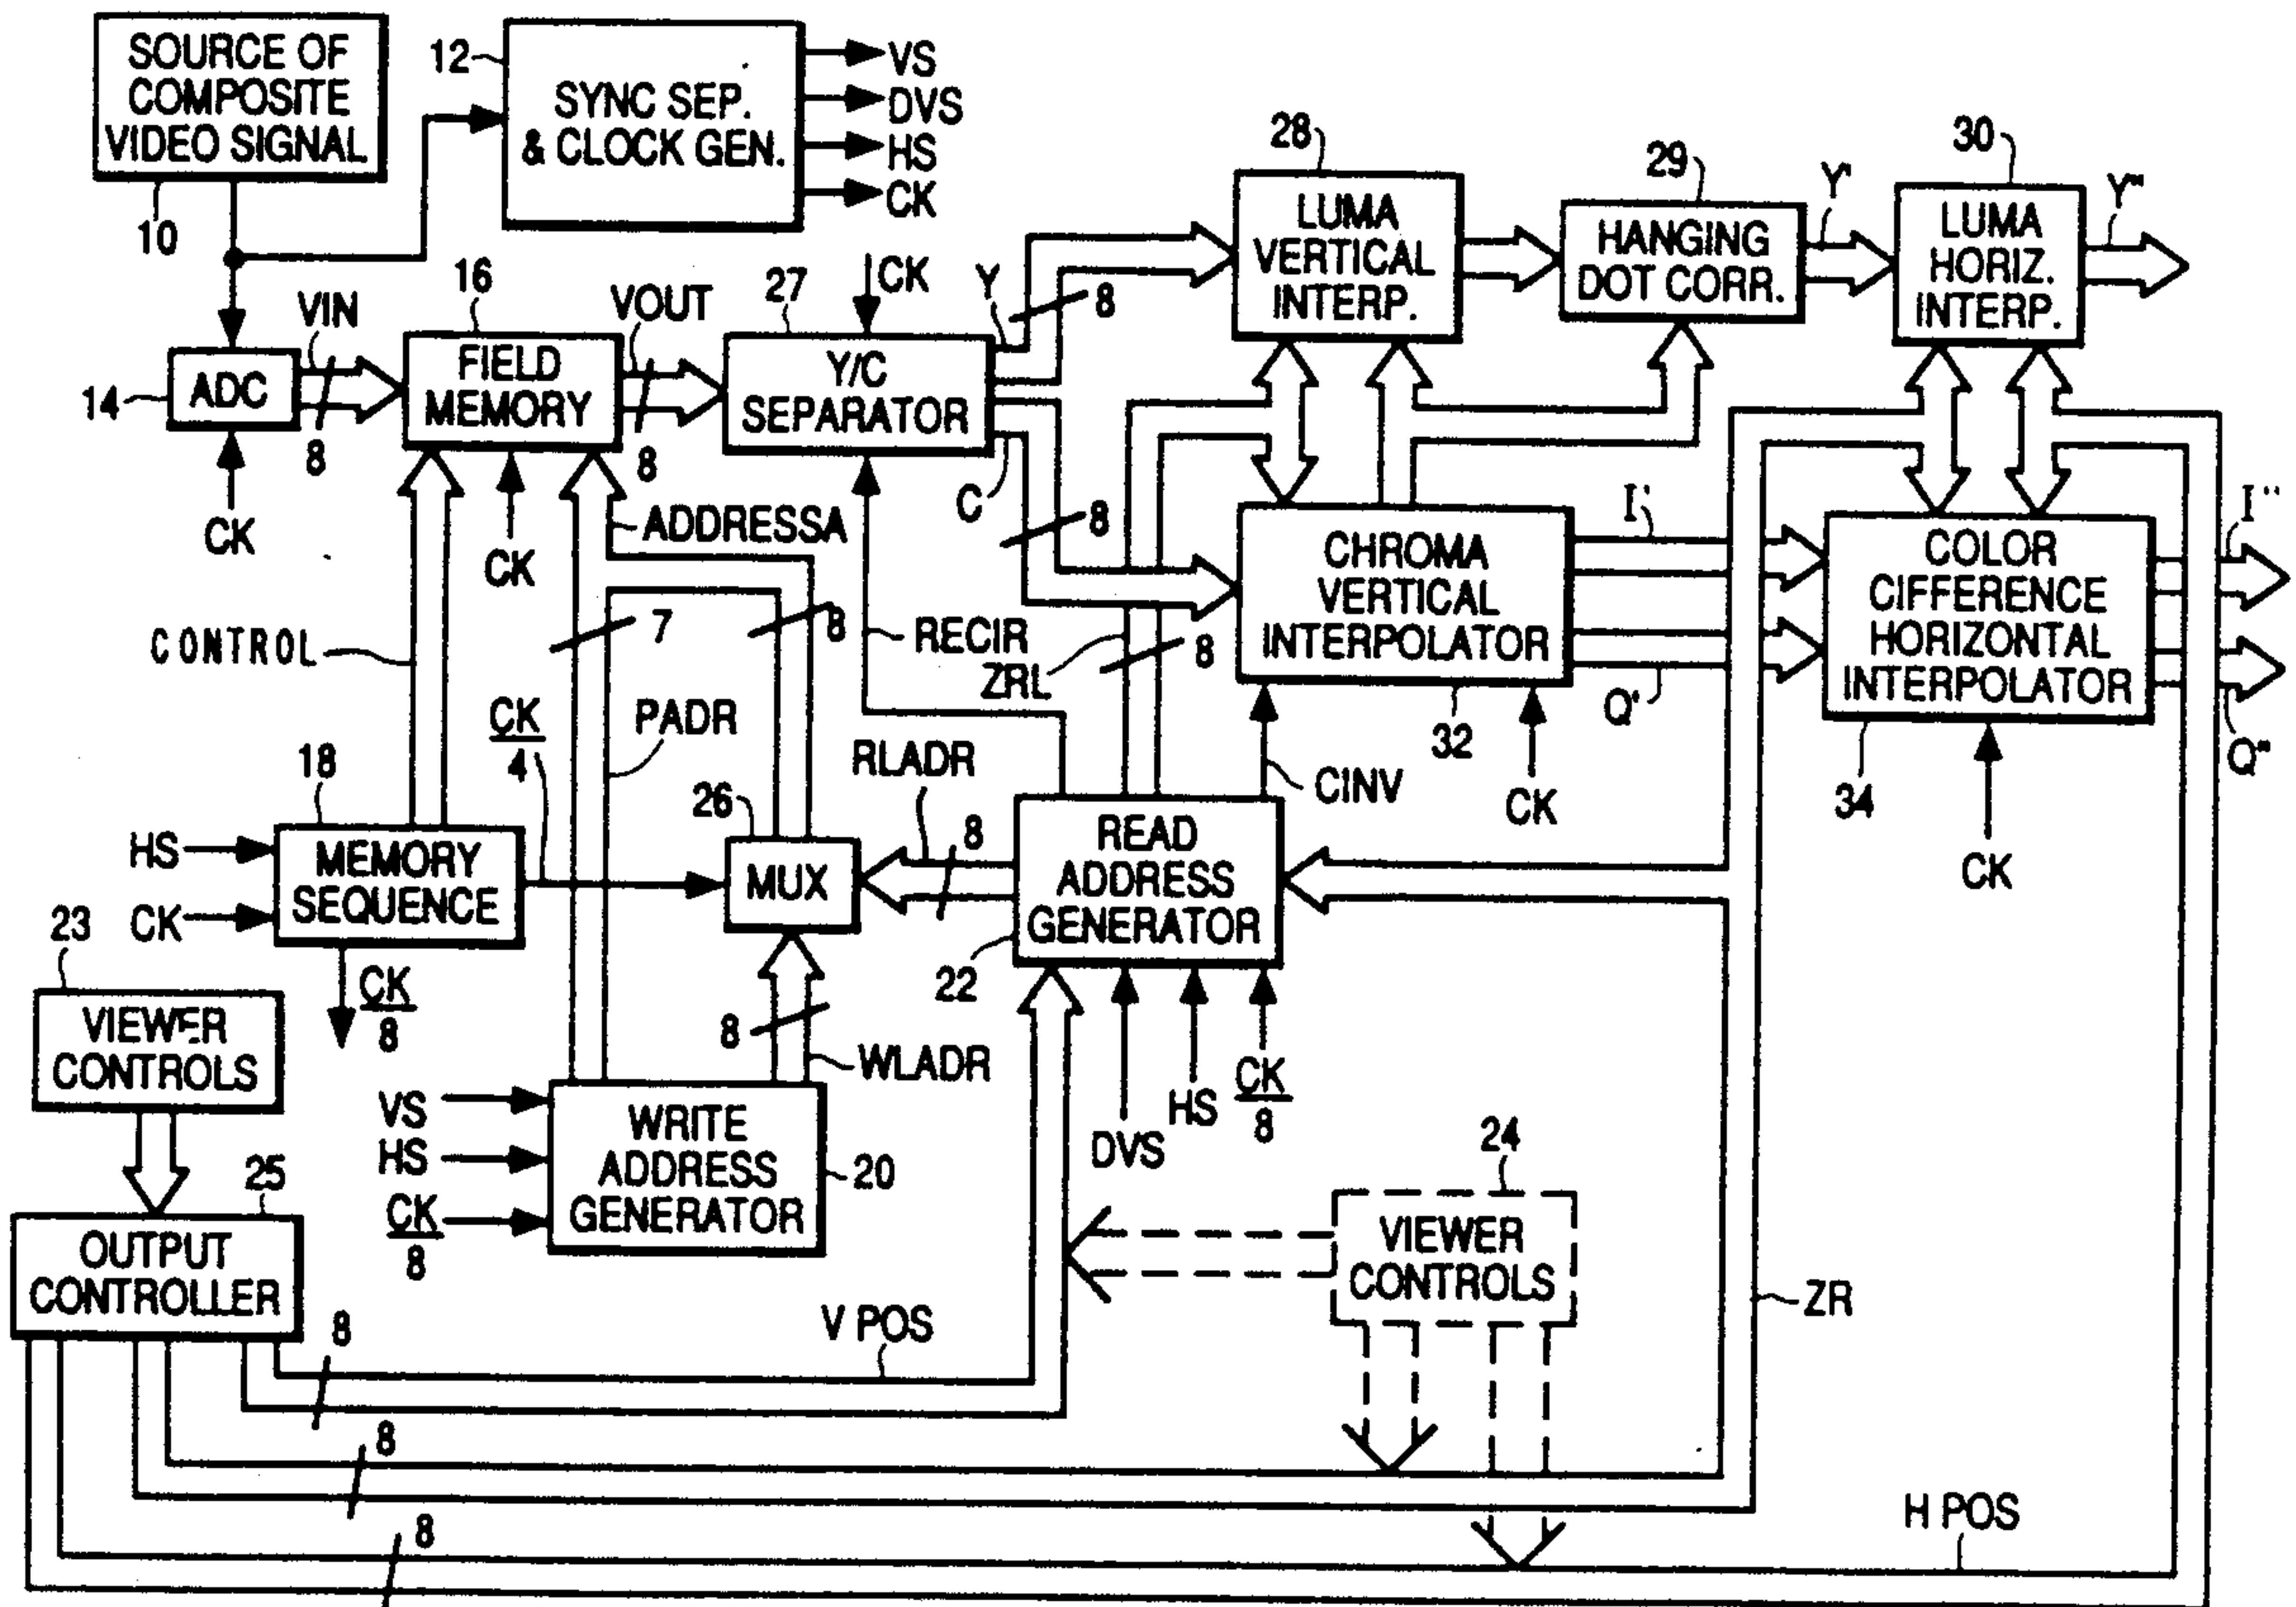 SOURCE OF
COMPOSITE
VIDEO SIGNAL
10
12
SYNC SEP.
& CLOCK GEN.
VS
DVS
HS
CK
14
ADC
CK
VIN
8
16
FIELD
MEMORY
CK
VOUT
8
27
CK
Y/C
SEPARATOR
Y
8
C
8
28
LUMA
VERTICAL
INTERP.
29
HANGING
DOT CORR.
Y'
30
LUMA
HORIZ.
INTERP.
Y"
ADDRESSA
CONTROL
7
8
RECIR
ZRL
8
CHROMA
VERTICAL
INTERPOLATOR
32
CK
I'
Q'
COLOR
CIFFERENCE
HORIZONTAL
INTERPOLATOR
34
CK
I"
Q"
CK
4
PADR
RLADR
CINV
18
HS
CK
MEMORY
SEQUENCE
CK
8
26
MUX
8
READ
ADDRESS
GENERATOR
22
DVS
HS
CK
8
23
VIEWER
CONTROLS
8
WLADR
VS
HS
CK
8
WRITE
ADDRESS
GENERATOR
20
24
VIEWER
CONTROLS
25
OUTPUT
CONTROLLER
8
V POS
ZR
8
8
H POS